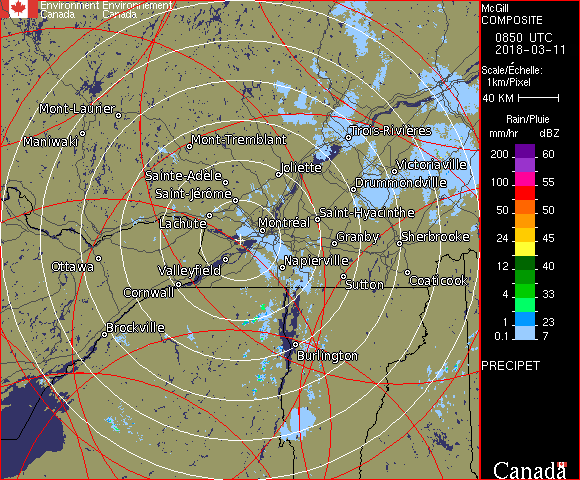 Environment Environnement
Canada Canada
McGill
COMPOSITE
0850 UTC
2018-03-11
Scale/Échelle:
1km/Pixel
40 KM
Rain/Pluie
mm/hr dBZ
200 60
100 55
50 50
24 45
12 40
4 33
1 23
0.1 7
PRECIPET
Canada
Mont-Laurier
Maniwaki
Mont-Tremblant
Trois-Rivières
Sainte-Adèle
Joliette
Victoriaville
Saint-Jérôme
Drummondville
Lachute
Montréal
Saint-Hyacinthe
Granby
Sherbrooke
Ottawa
Valleyfield
Napierville
Cornwall
Sutton
Coaticook
Brockville
Burlington